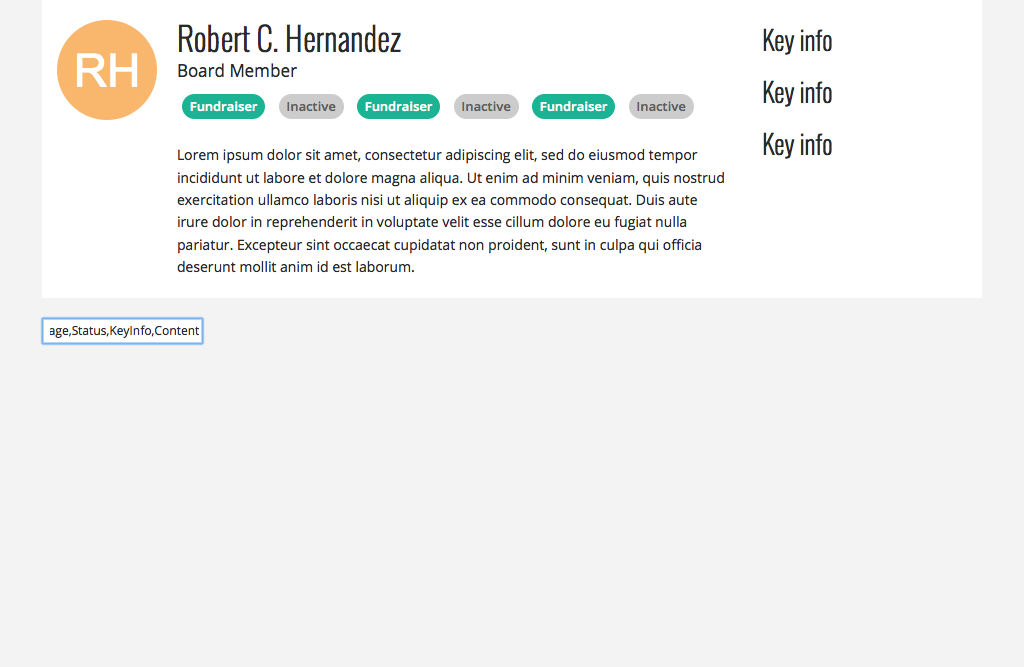 RH
Robert C. Hernandez
Board Member
Fundraiser Inactive Fundraiser Inactive Fundraiser Inactive
Lorem ipsum dolor sit amet, consectetur adipiscing elit, sed do eiusmod tempor
incididunt ut labore et dolore magna aliqua. Ut enim ad minim veniam, quis nostrud
exercitation ullamco laboris nisi ut aliquip ex ea commodo consequat. Duis aute
irure dolor in reprehenderit in voluptate velit esse cillum dolore eu fugiat nulla
pariatur. Excepteur sint occaecat cupidatat non proident, sunt in culpa qui officia
deserunt mollit anim id est laborum.
Key info
Key info
Key info
age,Status,KeyInfo,Content